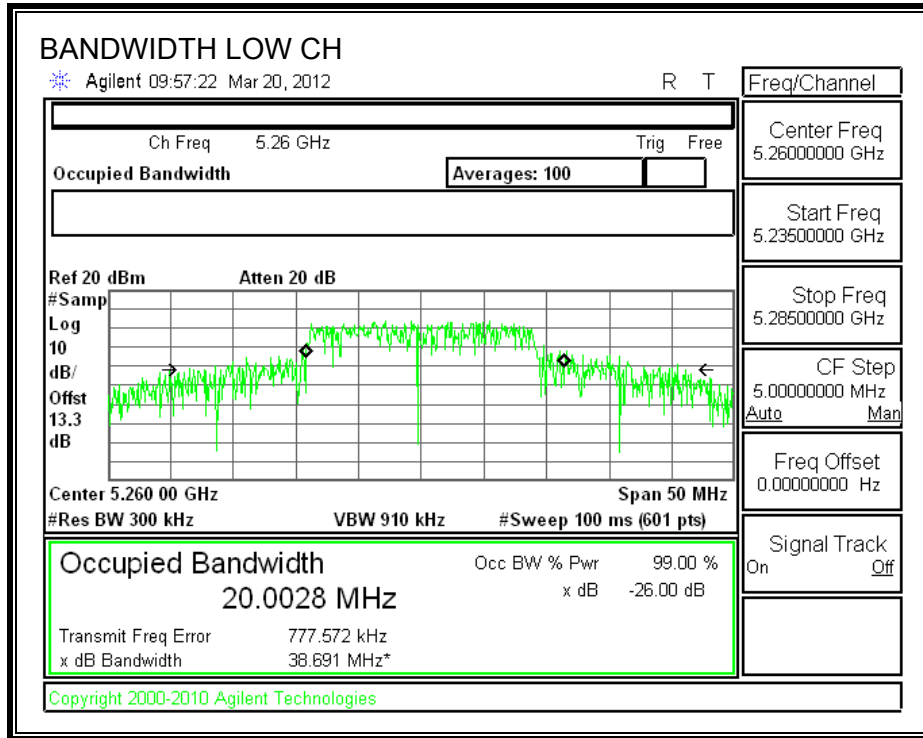 BANDWIDTH LOW CH
Agilent 09:57:22 Mar 20, 2012 R T
Freq/Channel
Ch Freq 5.26 GHz Trig Free
Occupied Bandwidth Averages: 100
Center Freq
5.26000000 GHz
Start Freq
5.23500000 GHz
Stop Freq
5.28500000 GHz
CF Step
5.00000000 MHz
Auto Man
Freq Offset
0.00000000 Hz
Signal Track
On Off
Ref 20 dBm Atten 20 dB
#Samp
Log
10
dB/
Offst
13.3
dB
Center 5.260 00 GHz Span 50 MHz
#Res BW 300 kHz VBW 910 kHz #Sweep 100 ms (601 pts)
Occupied Bandwidth Occ BW % Pwr 99.00 %
20.0028 MHz x dB -26.00 dB
Transmit Freq Error 777.572 kHz
x dB Bandwidth 38.691 MHz*
Copyright 2000-2010 Agilent Technologies